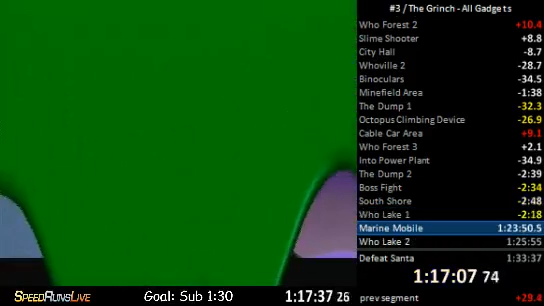 #3 / The Grinch - All Gadgets
Who Forest 2 +10.4
Slime Shooter +8.8
City Hall -8.7
Whoville 2 -28.7
Binoculars -34.5
Minefield Area -1:38
The Dump 1 -32.3
Octopus Climbing Device -26.9
Cable Car Area +9.1
Who Forest 3 +2.1
Into Power Plant -34.9
The Dump 2 -2:39
Boss Fight -2:34
South Shore -2:48
Who Lake 1 -2:18
Marine Mobile 1:23:50.5
Who Lake 2 1:25:55
Defeat Santa 1:33:37
1:17:07 74
prev segment +29.4
SPEEDRUNSLIVE Goal: Sub 1:30 1:17:37 26